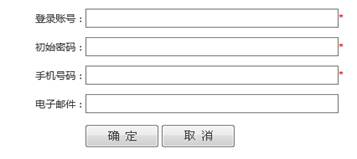 登录账号： *
初始密码： *
手机号码： *
电子邮件：
确 定 取 消